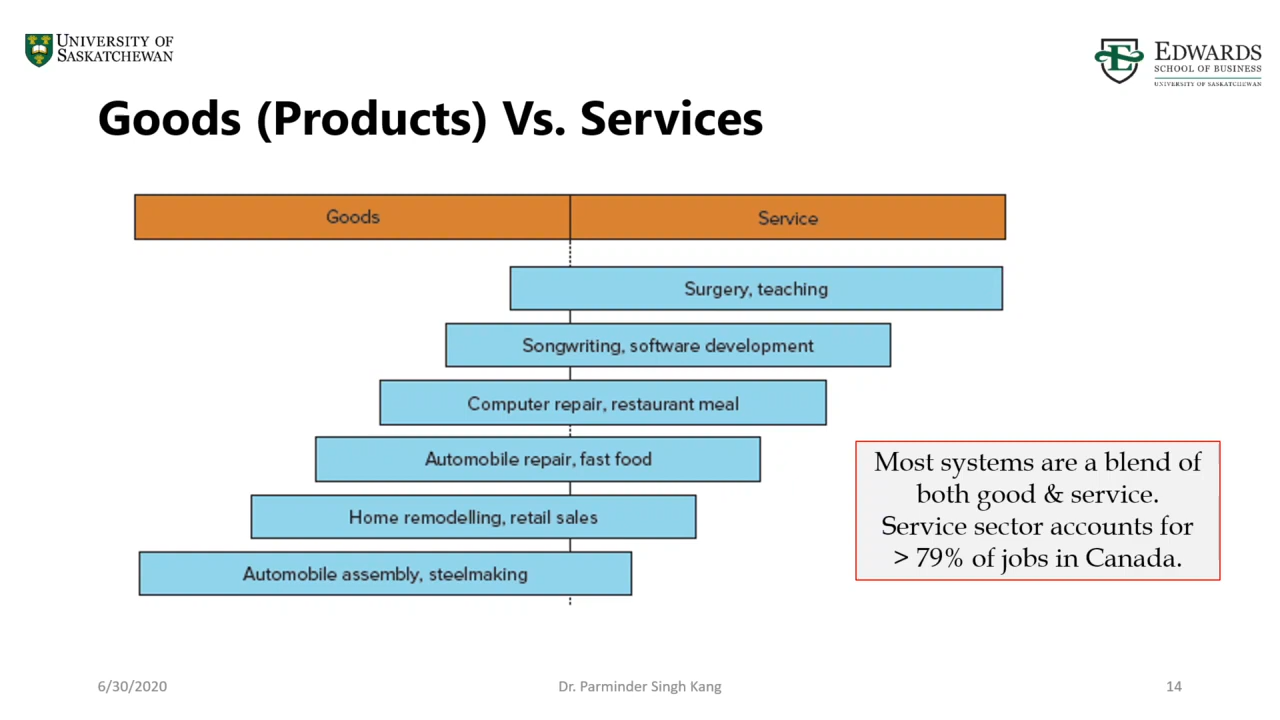 UNIVERSITY OF
SASKATCHEWAN
EDWARDS
SCHOOL OF BUSINESS
UNIVERSITY OF SASKATCHEWAN
Goods (Products) Vs. Services
Goods
Service
Surgery, teaching
Songwriting, software development
Computer repair, restaurant meal
Automobile repair, fast food
Home remodelling, retail sales
Automobile assembly, steelmaking
Most systems are a blend of
both good & service.
Service sector accounts for
> 79% of jobs in Canada.
6/30/2020
Dr. Parminder Singh Kang
14